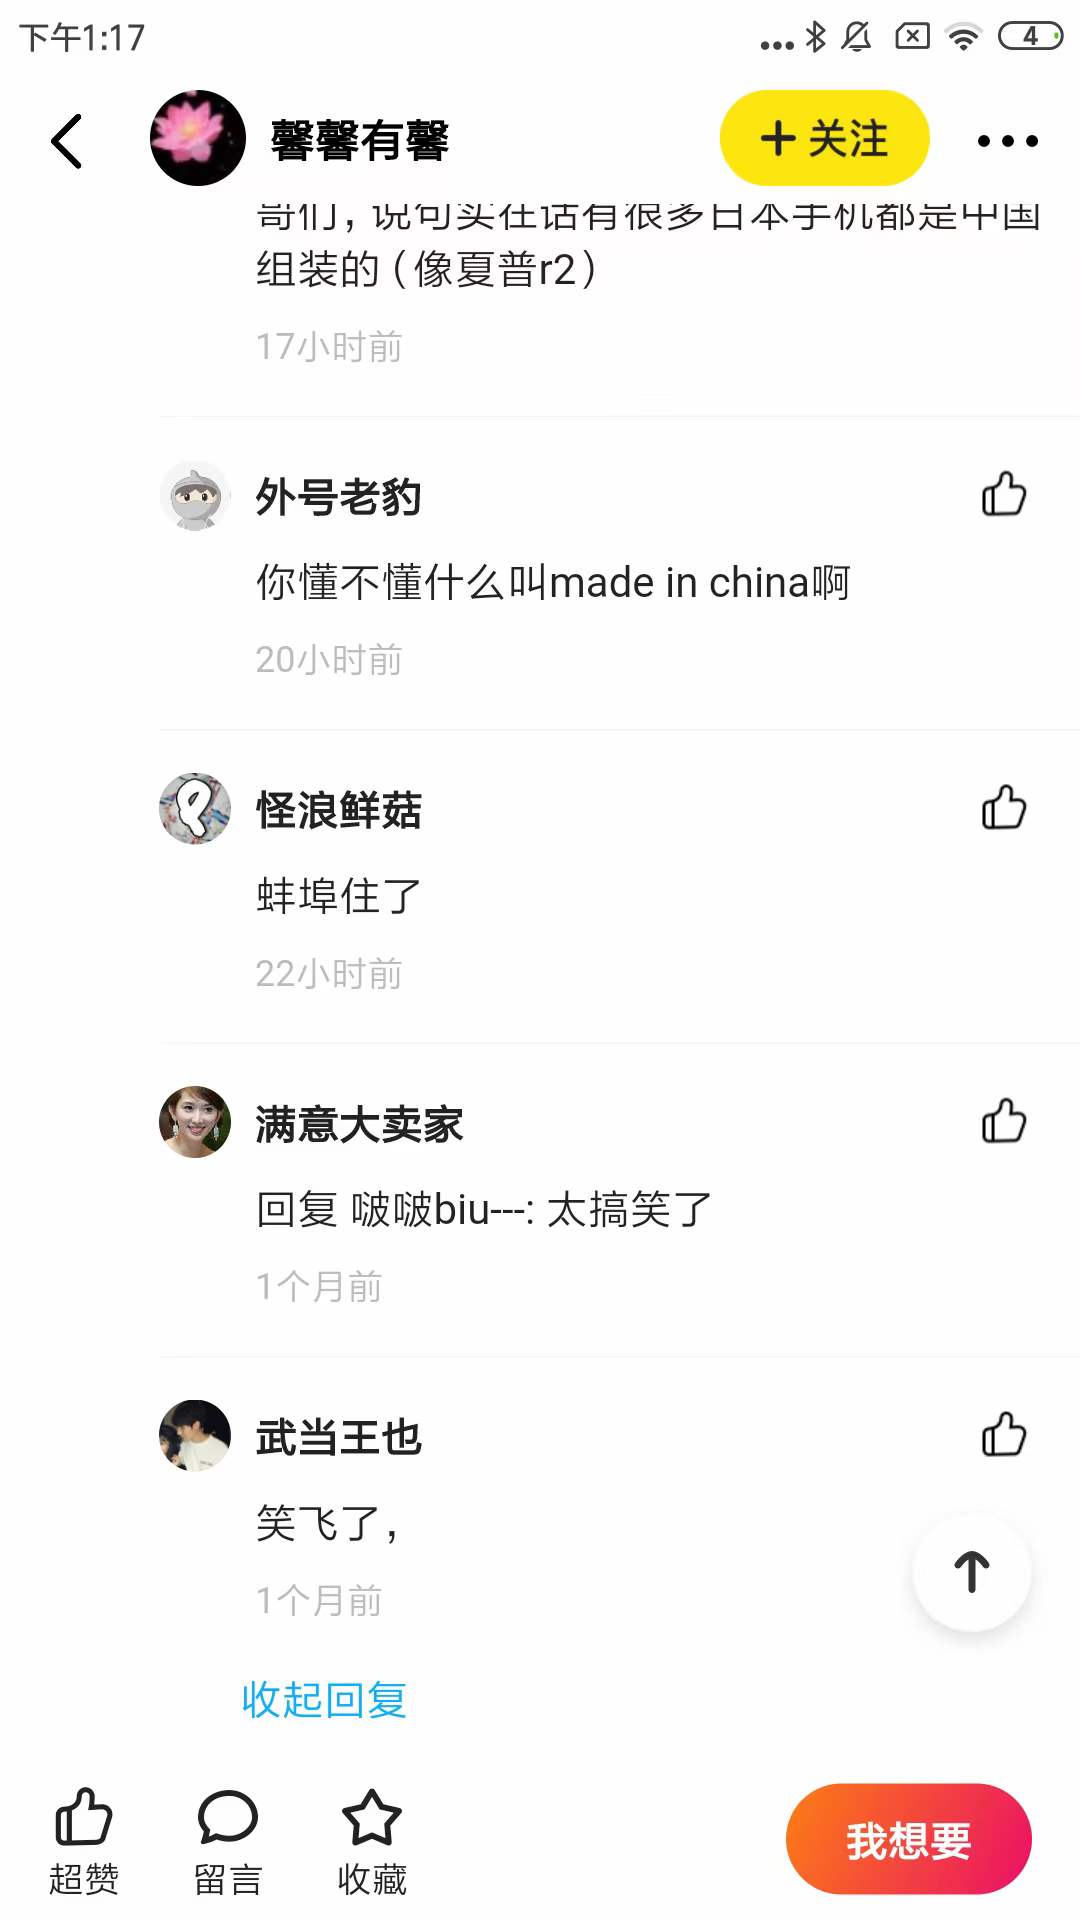 下午1:17
4
馨馨有馨
关注
哥们，说句实在话有很多日本手机都是中国
组装的（像夏普r2）
17小时前
外号老豹
你懂不懂什么叫made in china啊
20小时前
怪浪鲜菇
蚌埠住了
22小时前
满意大卖家
回复 啵啵biu---: 太搞笑了
1个月前
武当王也
笑飞了，
1个月前
收起回复
超赞
留言
收藏
我想要